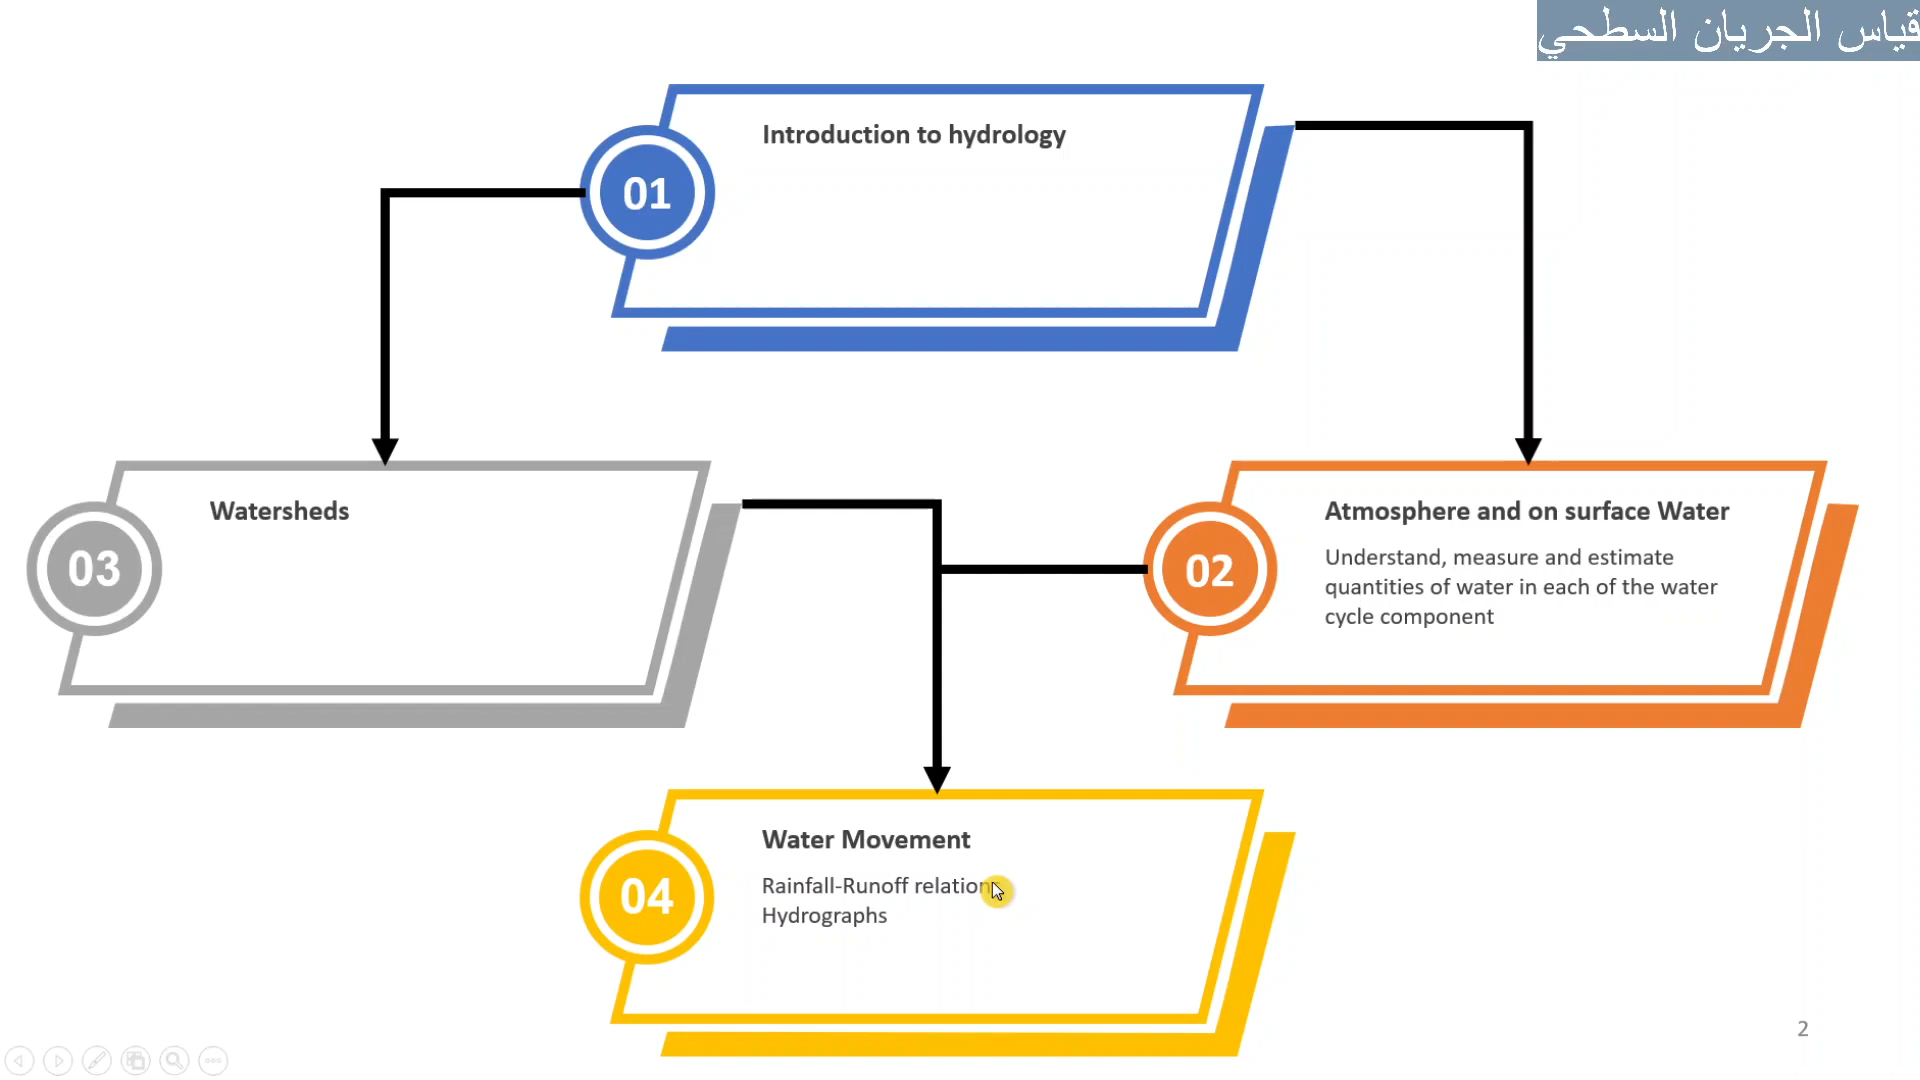 قياس الجريان السطحي
01
Introduction to hydrology
03
Watersheds
02
Atmosphere and on surface Water
Understand, measure and estimate
quantities of water in each of the water
cycle component
04
Water Movement
Rainfall-Runoff relation
Hydrographs
2